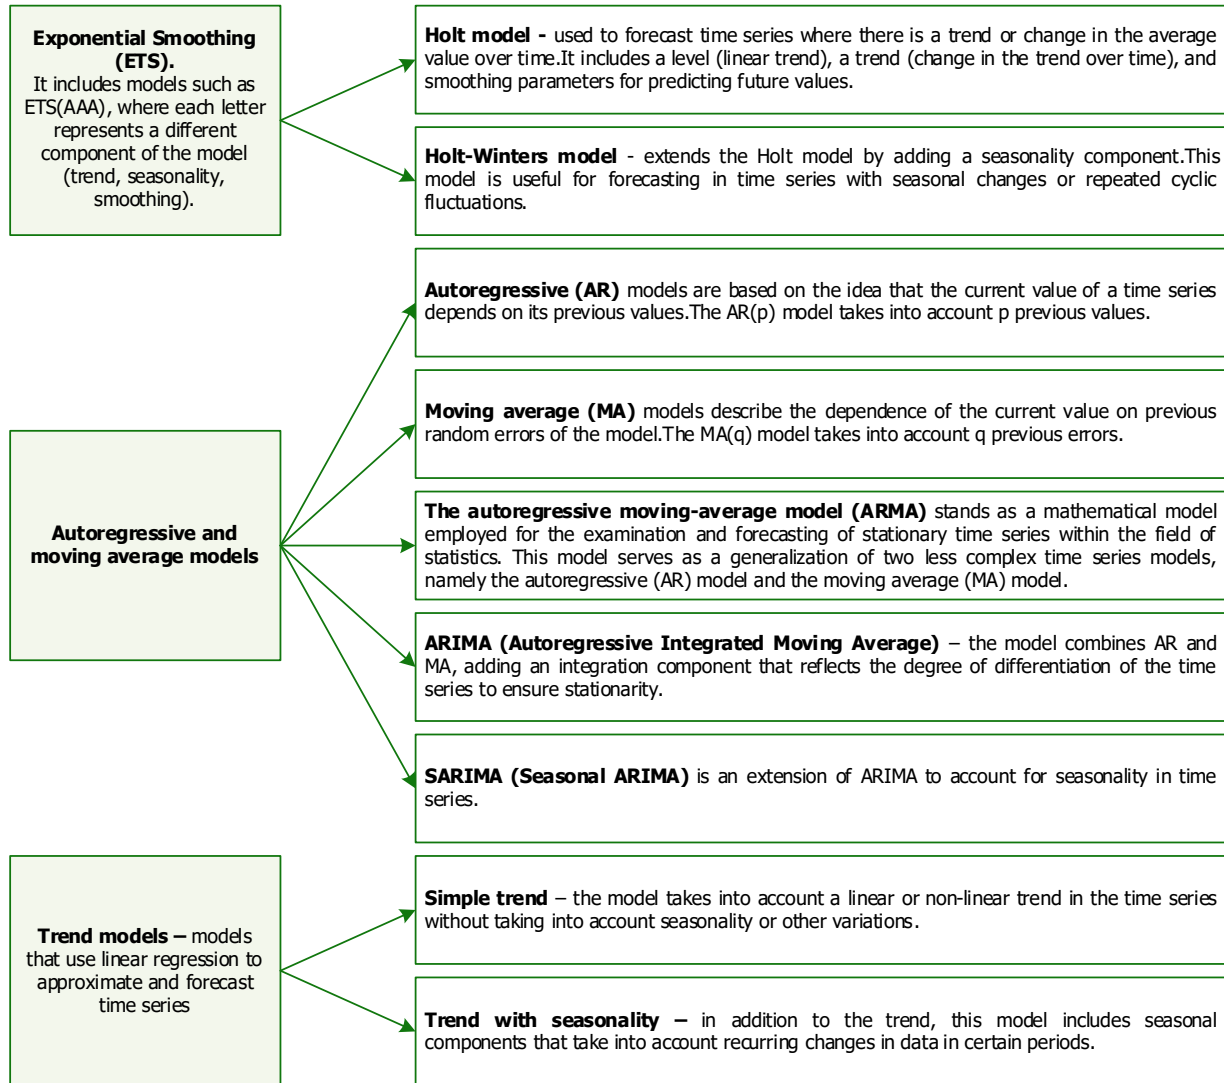 Exponential Smoothing
(ETS).
It includes models such as
ETS(AAA), where each letter
represents a different
component of the model
(trend, seasonality,
smoothing).
Holt model - used to forecast time series where there is a trend or change in the average
value over time.It includes a level (linear trend), a trend (change in the trend over time), and
smoothing parameters for predicting future values.
Holt-Winters model - extends the Holt model by adding a seasonality component.This
model is useful for forecasting in time series with seasonal changes or repeated cyclic
fluctuations.
Autoregressive and
moving average models
Autoregressive (AR) models are based on the idea that the current value of a time series
depends on its previous values.The AR(p) model takes into account p previous values.
Moving average (MA) models describe the dependence of the current value on previous
random errors of the model.The MA(q) model takes into account q previous errors.
The autoregressive moving-average model (ARMA) stands as a mathematical model
employed for the examination and forecasting of stationary time series within the field of
statistics. This model serves as a generalization of two less complex time series models,
namely the autoregressive (AR) model and the moving average (MA) model.
ARIMA (Autoregressive Integrated Moving Average) – the model combines AR and
MA, adding an integration component that reflects the degree of differentiation of the time
series to ensure stationarity.
SARIMA (Seasonal ARIMA) is an extension of ARIMA to account for seasonality in time
series.
Trend models – models
that use linear regression to
approximate and forecast
time series
Simple trend – the model takes into account a linear or non-linear trend in the time series
without taking into account seasonality or other variations.
Trend with seasonality – in addition to the trend, this model includes seasonal
components that take into account recurring changes in data in certain periods.